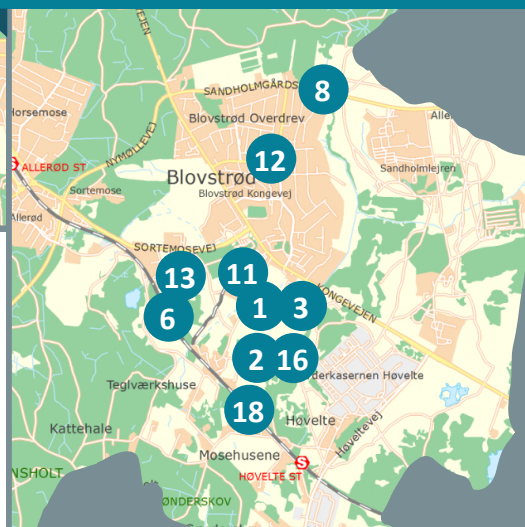 SANDHOLMGÅRDS
8
Horsemose
Blovstrød Overdrev
NYMØLLEVEJ
12
ALLERØD ST
Sandholmlejren
Blovstrød
Sortemose
Blovstrød Kongevej
Allerød
SORTEMOSEVEJ
11
13
KONGEVEJEN
1
3
6
2
16
derkasernen Høvelte
Teglværkshuse
18
Høvelte
Høveltevej
Kattehale
Mosehusene
S
NSHOLT
HØVELTE ST
ØNDERSKOV